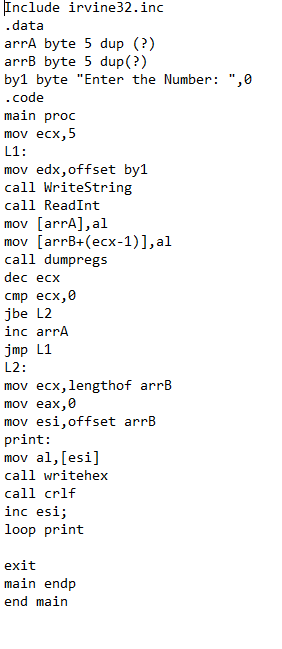 Include irvine32.inc
.data
arrA byte 5 dup (?)
arrB byte 5 dup(?)
by1 byte "Enter the Number: ",0
.code
main proc
mov ecx,5
L1:
mov edx,offset by1
call WriteString
call ReadInt
mov [arrA],al
mov [arrB+(ecx-1)],al
call dumpregs
dec ecx
cmp ecx,0
jbe L2
inc arrA
jmp L1
L2:
mov ecx,lengthof arrB
mov eax,0
mov esi,offset arrB
print:
mov al,[esi]
call writehex
call crlf
inc esi;
loop print

exit
main endp
end main